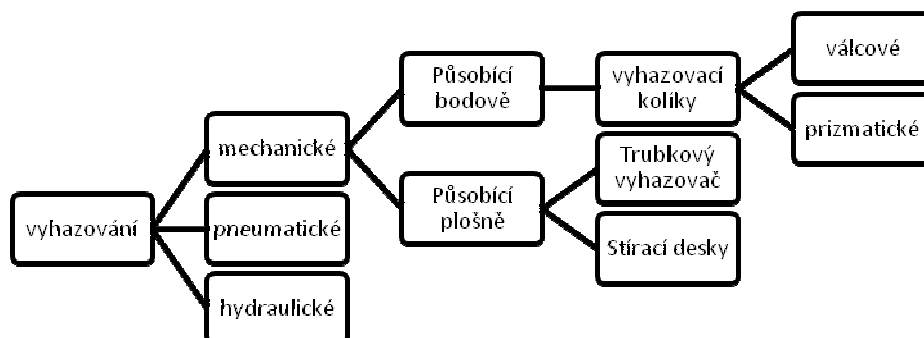 vyhazování
mechanické
pneumatické
hydraulické
Působící
bodově
Působící
plošně
vyhazovací
kolíky
Trubkový
vyhazovač
Stírací desky
válcové
prizmatické